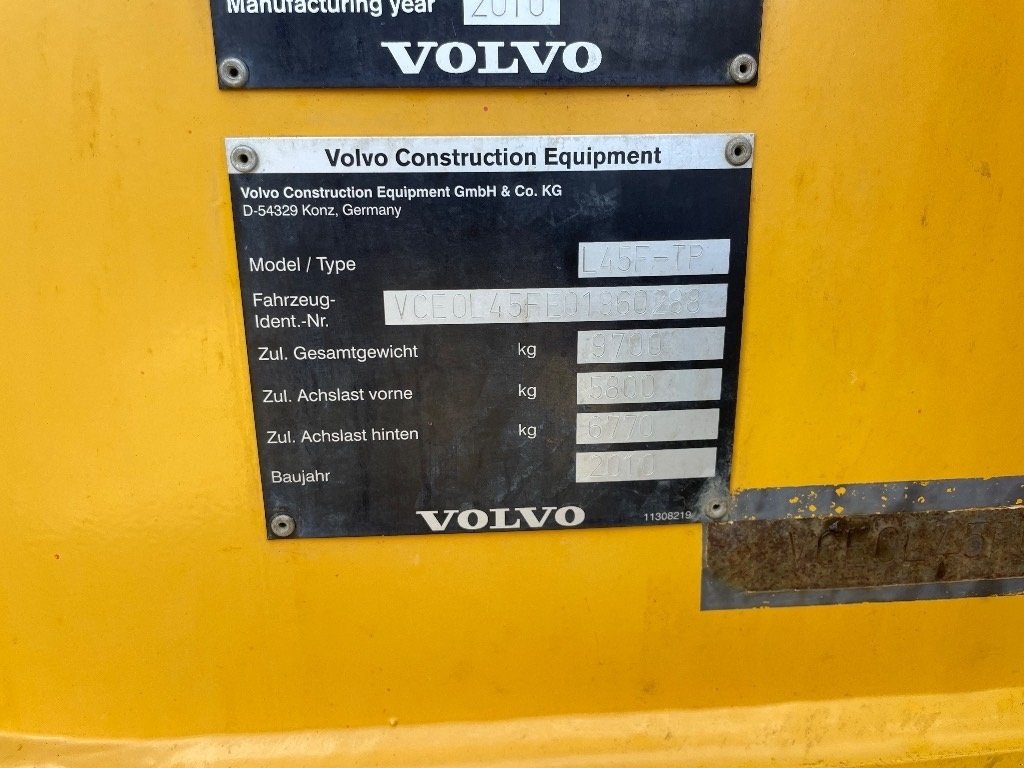 Manufacturing year 2010
VOLVO
Volvo Construction Equipment
Volvo Construction Equipment GmbH & Co. KG
D-54329 Konz, Germany
Model / Type L45F-TP
Fahrzeug-
Ident.-Nr.
Zul. Gesamtgewicht kg 9700
Zul. Achslast vorne kg 5800
Zul. Achslast hinten kg 6770
Baujahr 2010
VOLVO
11308219